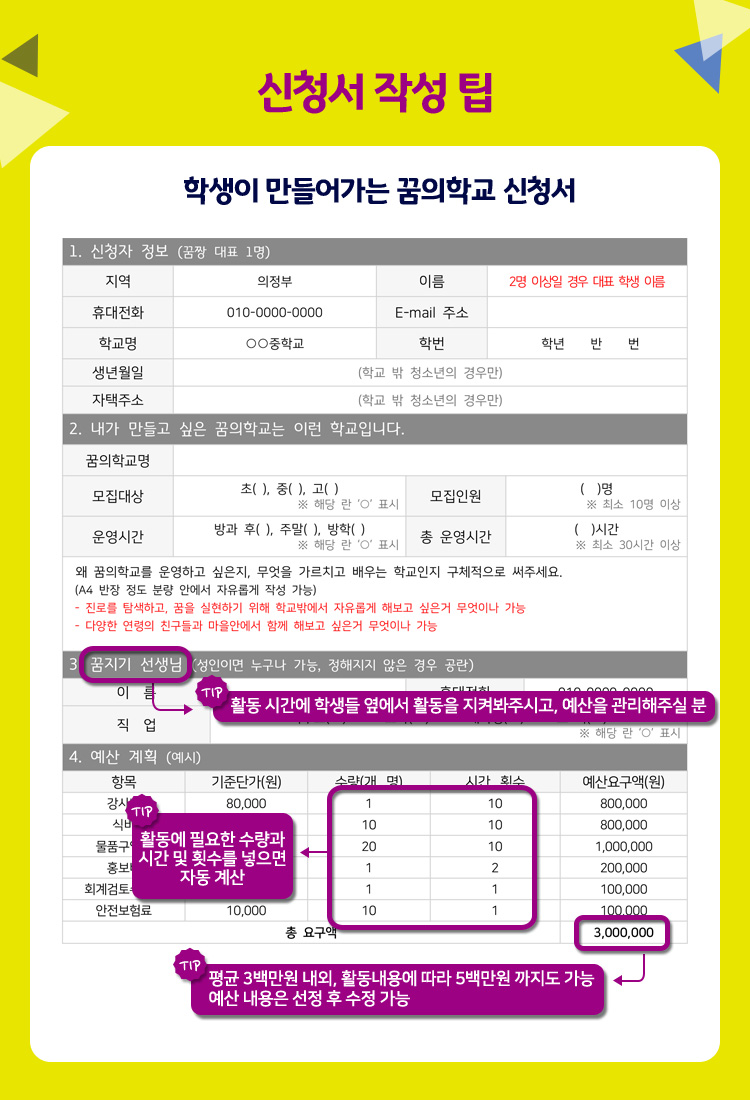 신청서 작성 팁
학생이 만들어가는 꿈의학교 신청서
1. 신청자 정보 (꿈짱 대표 1명)
지역 의정부 이름 2명 이상일 경우 대표 학생 이름
휴대전화 010-0000-0000 E-mail 주소
학교명 ○○중학교 학번 학년 반 번
생년월일 (학교 밖 청소년의 경우만)
자택주소 (학교 밖 청소년의 경우만)
2. 내가 만들고 싶은 꿈의학교는 이런 학교입니다.
꿈의학교명
모집대상 초( ), 중( ), 고( ) 모집인원 ( )명
※ 해당 란 '○' 표시 ※ 최소 10명 이상
운영시간 방과 후( ), 주말( ), 방학( ) 총 운영시간 ( )시간
※ 해당 란 '○' 표시 ※ 최소 30시간 이상
왜 꿈의학교를 운영하고 싶은지, 무엇을 가르치고 배우는 학교인지 구체적으로 써주세요.
(A4 반장 정도 분량 안에서 자유롭게 작성 가능)
- 진로를 탐색하고, 꿈을 실현하기 위해 학교밖에서 자유롭게 해보고 싶은거 무엇이나 가능
- 다양한 연령의 친구들과 마을안에서 함께 해보고 싶은거 무엇이나 가능
3 꿈지기 선생님 (성인이면 누구나 가능, 정해지지 않은 경우 공란)
이 름 휴대전화 010-0000-0000
TIP 활동 시간에 학생들 옆에서 활동을 지켜봐주시고, 예산을 관리해주실 분
직 업
※ 해당 란 '○' 표시
4. 예산 계획 (예시)
항목 기준단가(원) 수량(개, 명) 시간, 횟수 예산요구액(원)
강사 80,000 1 10 800,000
식비 10 10 800,000
물품구 20 10 1,000,000
홍보 1 2 200,000
회계검토 1 1 100,000
안전보험료 10,000 10 1 100,000
TIP
활동에 필요한 수량과
시간 및 횟수를 넣으면
자동 계산
총 요구액 3,000,000
TIP 평균 3백만원 내외, 활동내용에 따라 5백만원 까지도 가능
예산 내용은 선정 후 수정 가능